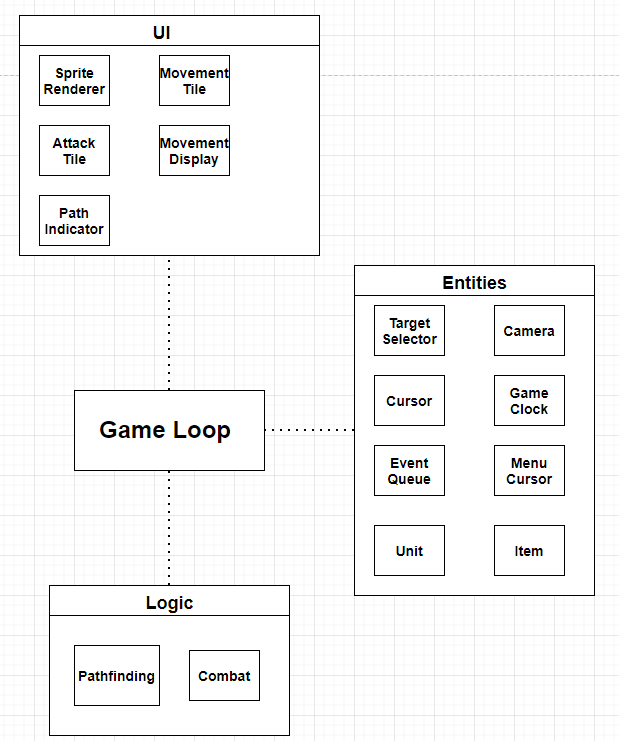 UI
Sprite
Renderer
Movement
Tile
Attack
Tile
Movement
Display
Path
Indicator
Entities
Target
Selector
Camera
Cursor
Game
Clock
Event
Queue
Menu
Cursor
Unit
Item
Game Loop
Logic
Pathfinding
Combat